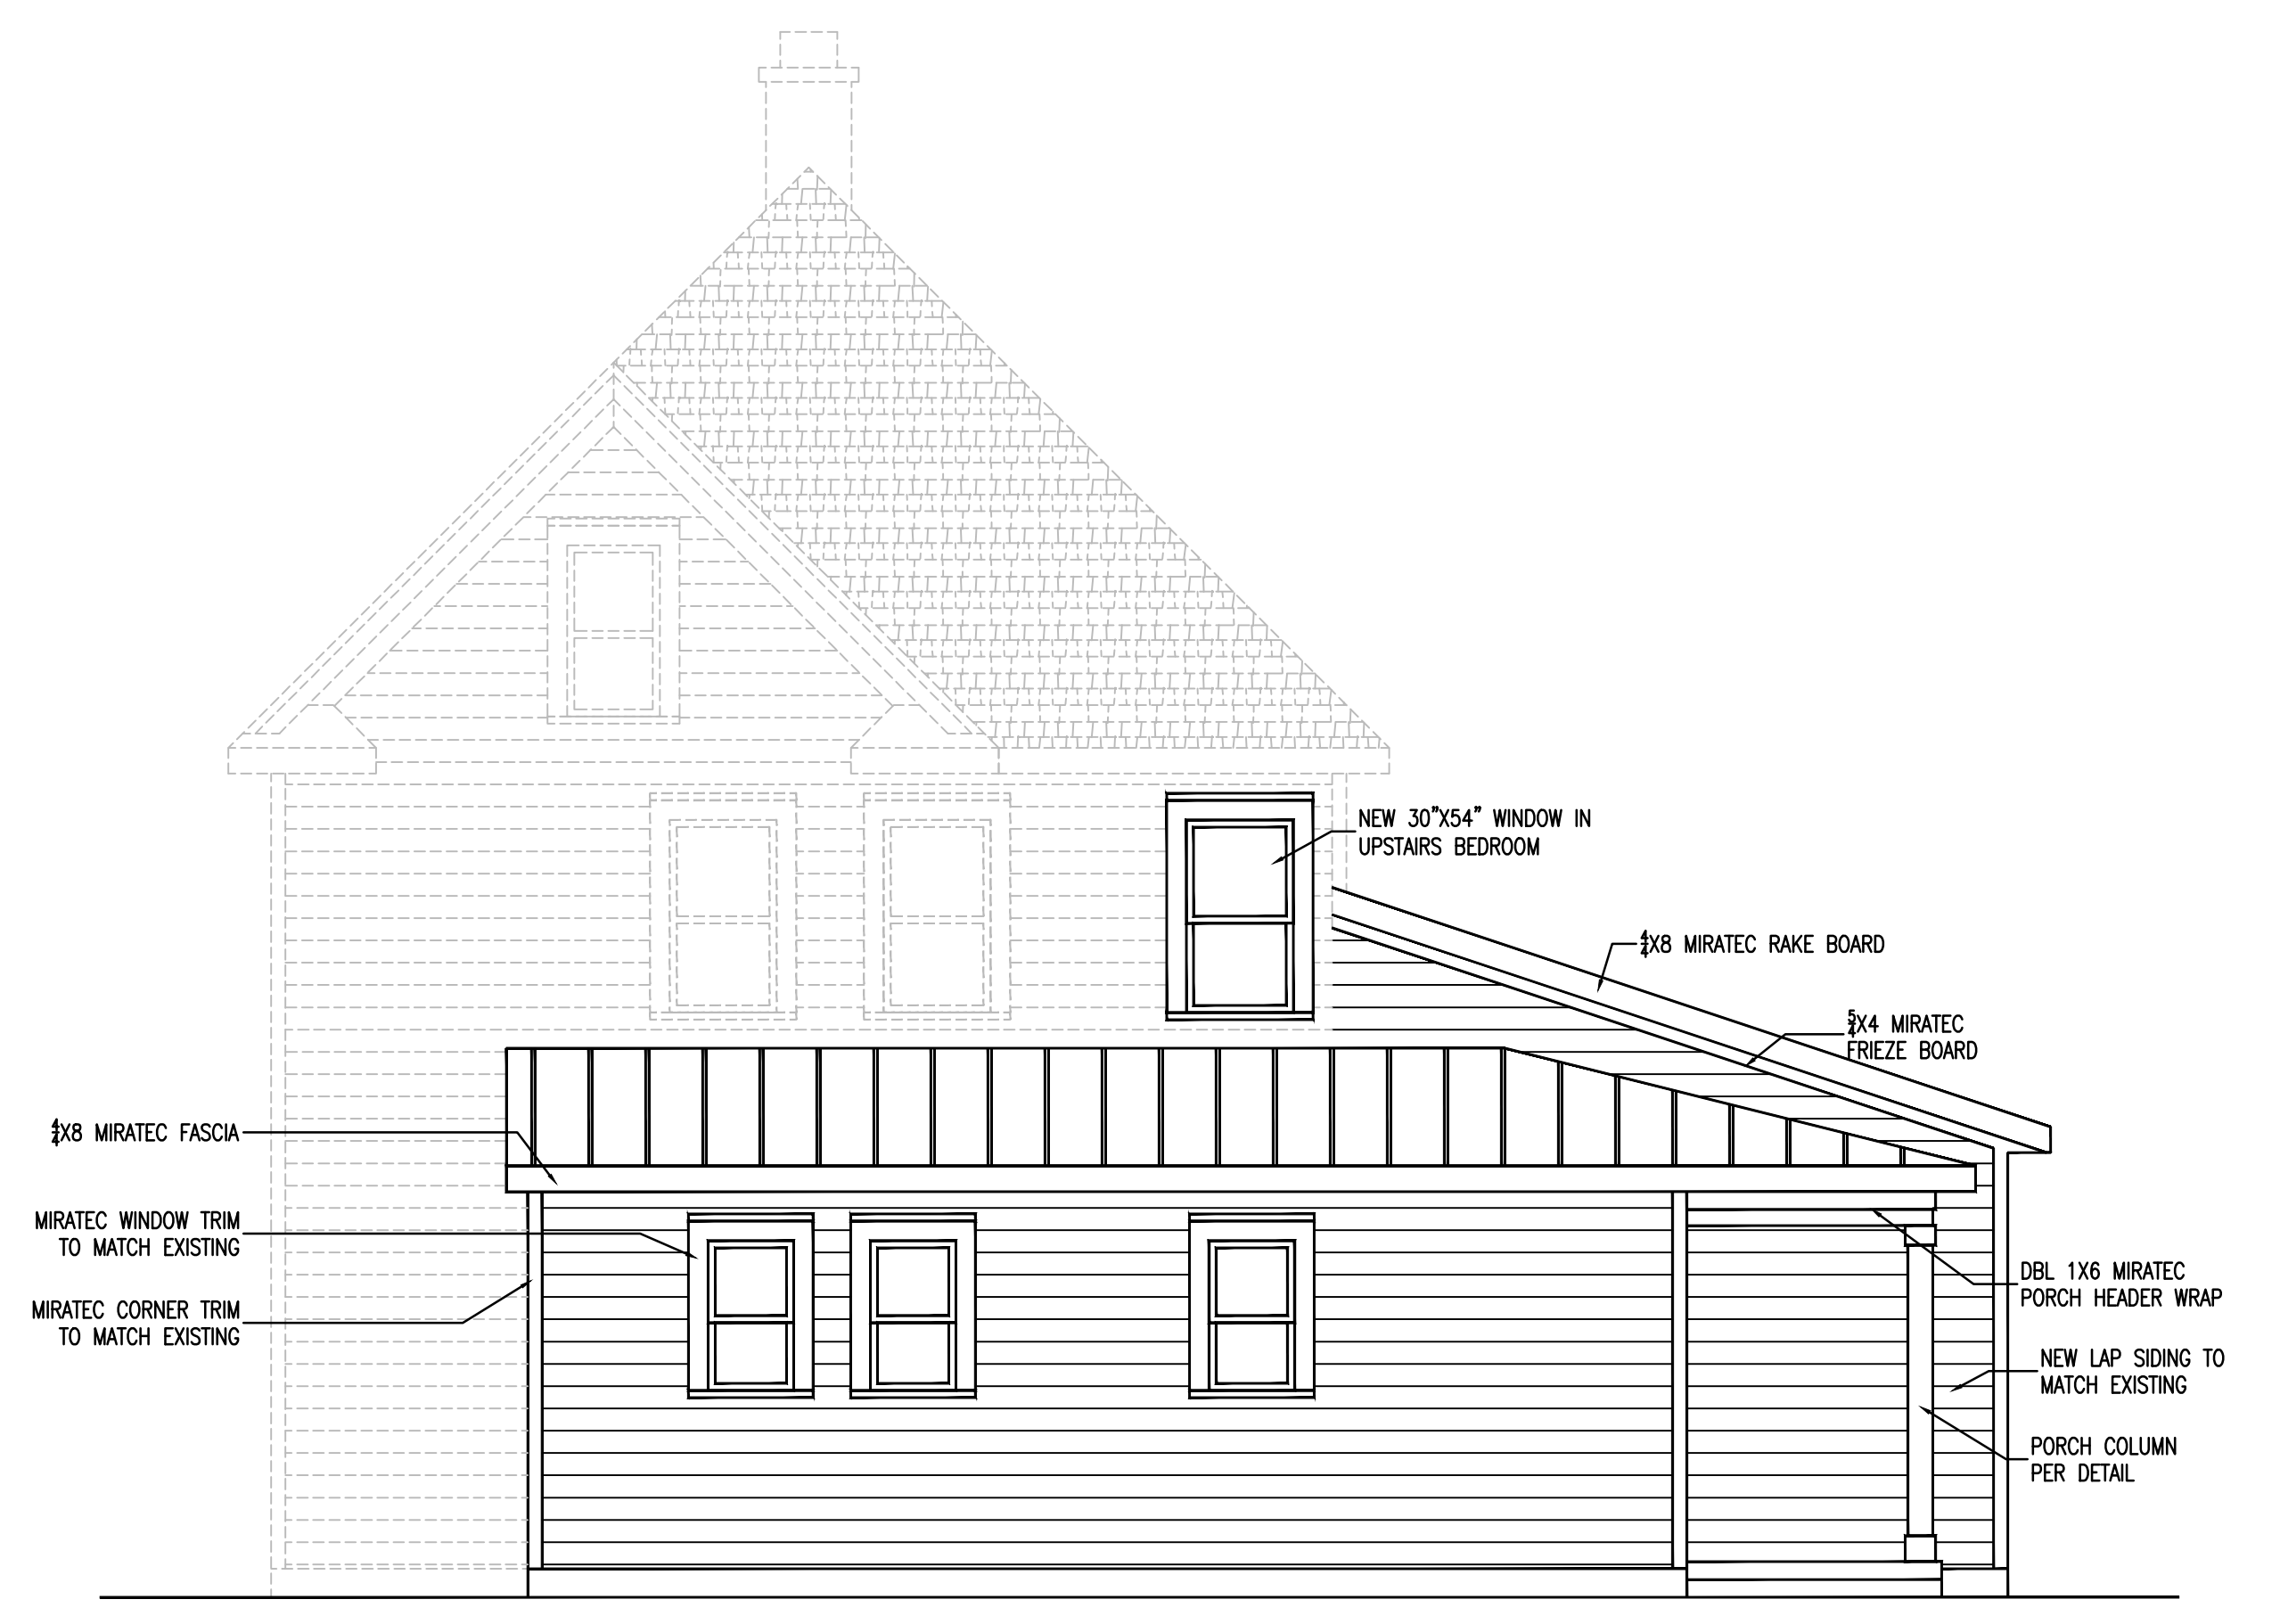 NEW 30"X54" WINDOW IN
UPSTAIRS BEDROOM
4/4X8 MIRATEC RAKE BOARD
5/4X4 MIRATEC
FRIEZE BOARD
4/4X8 MIRATEC FASCIA
MIRATEC WINDOW TRIM
TO MATCH EXISTING
MIRATEC CORNER TRIM
TO MATCH EXISTING
DBL 1X6 MIRATEC
PORCH HEADER WRAP
NEW LAP SIDING TO
MATCH EXISTING
PORCH COLUMN
PER DETAIL